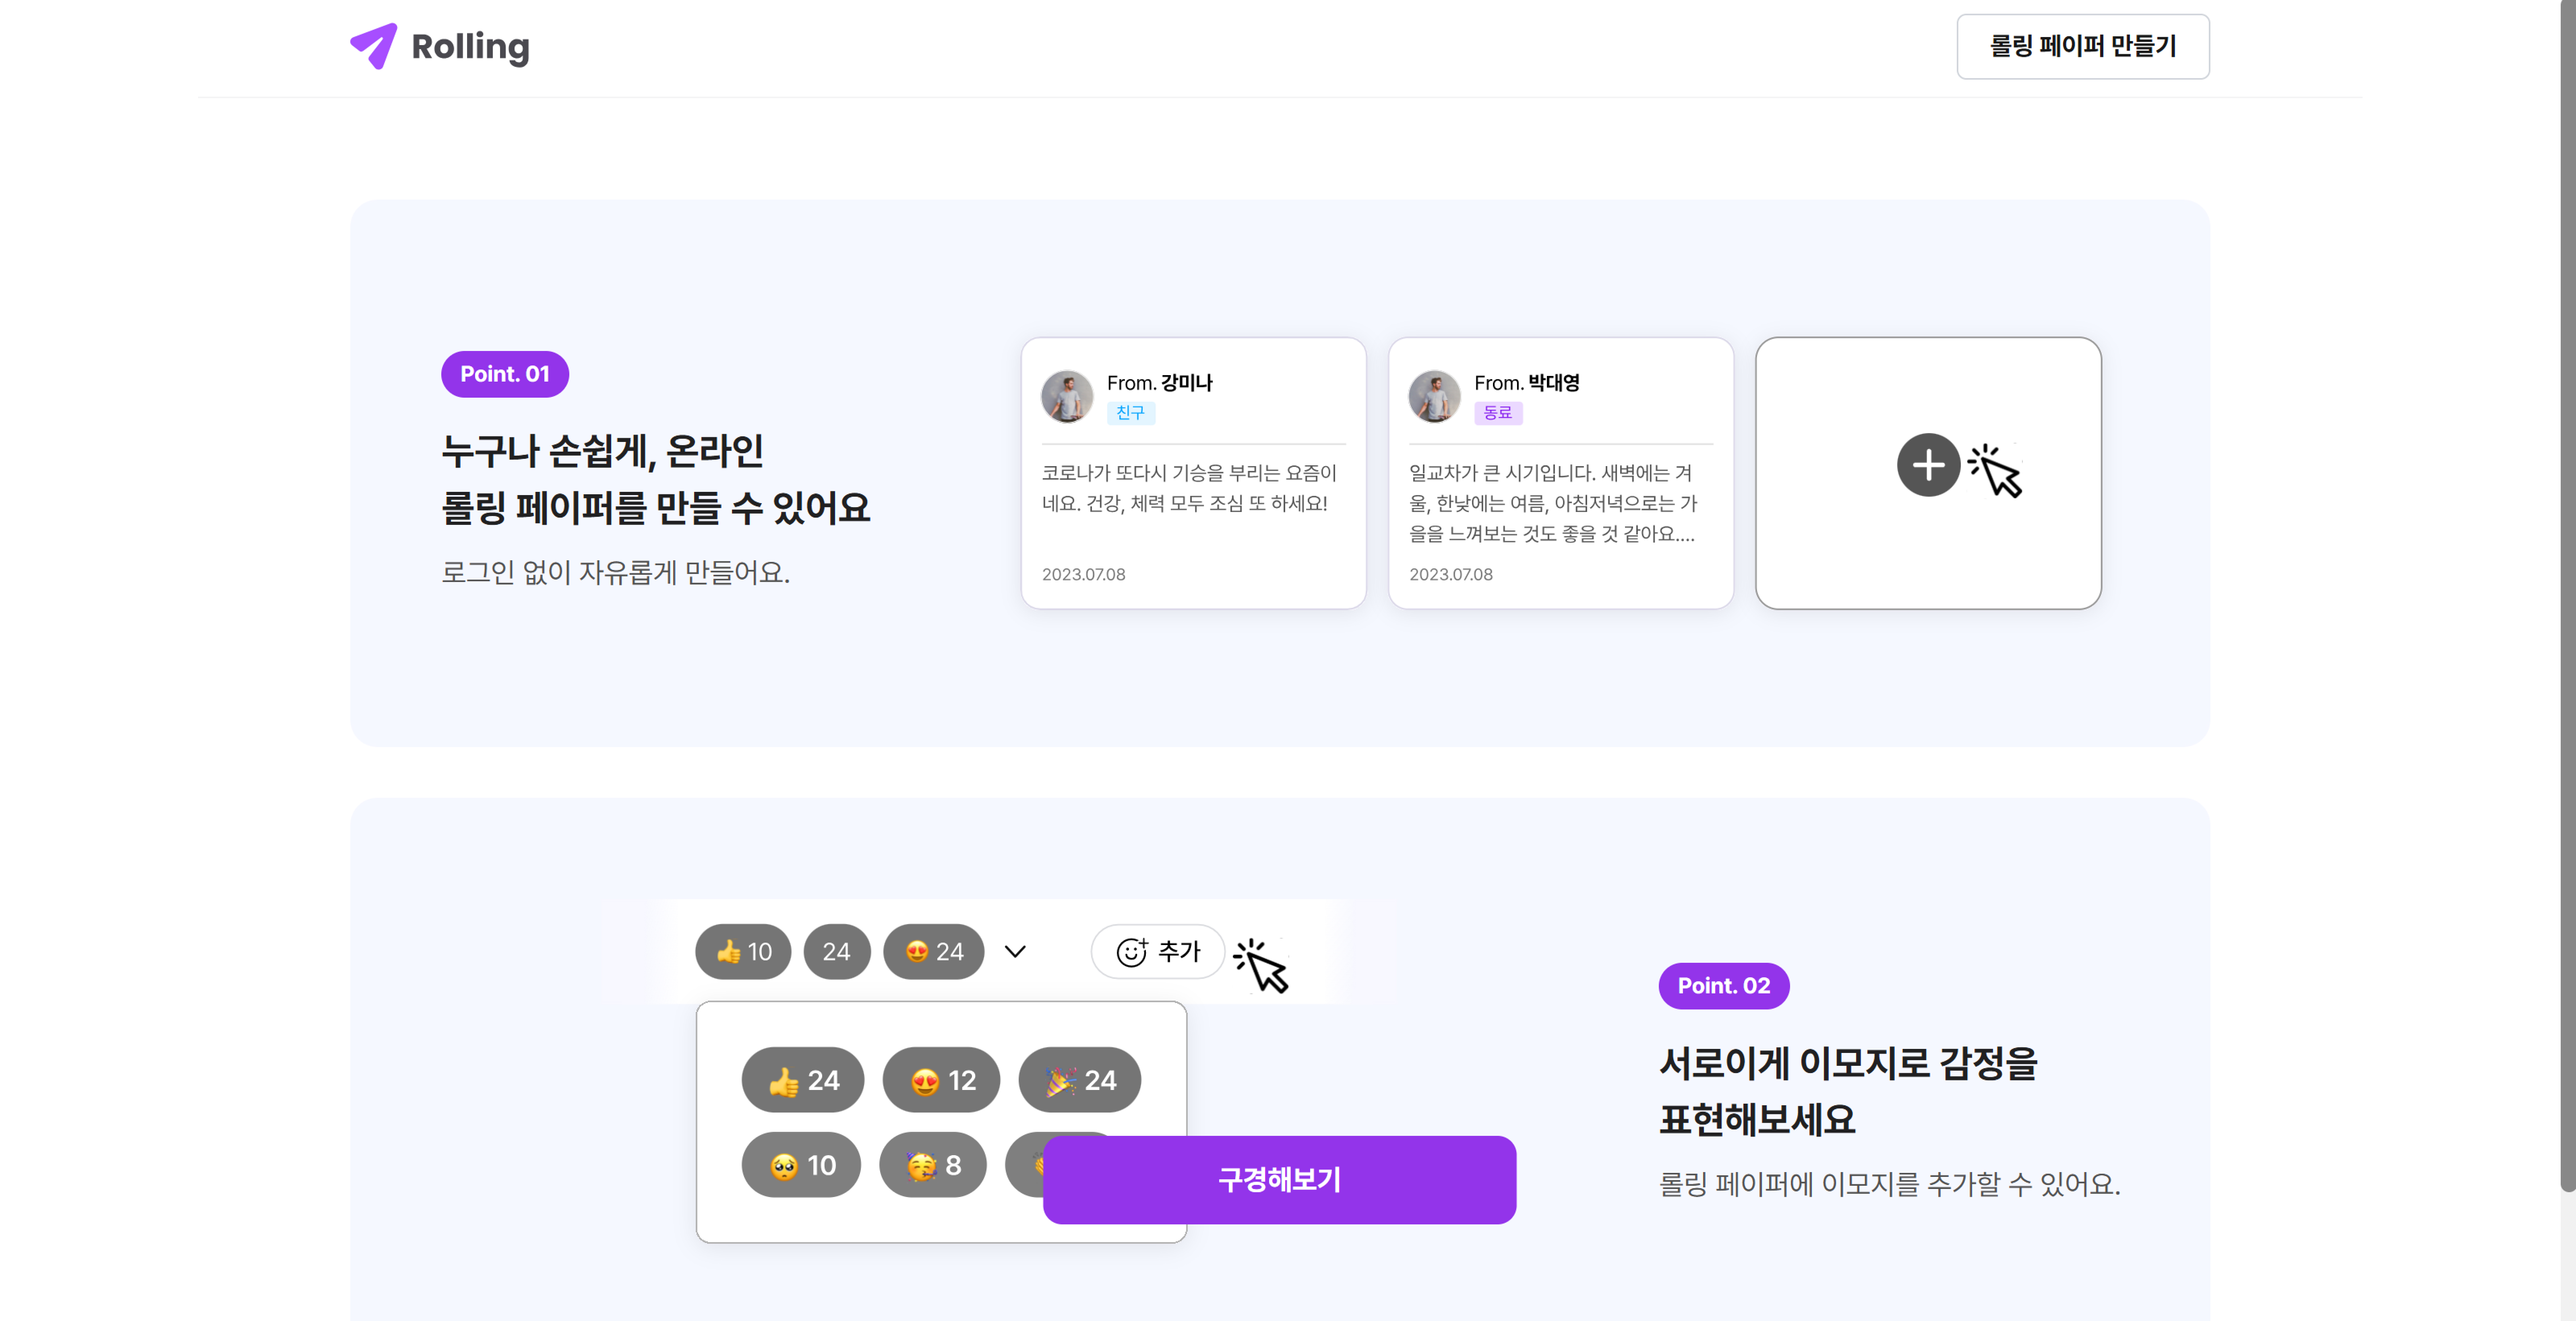 Rolling
롤링 페이퍼 만들기
Point. 01
누구나 손쉽게, 온라인
롤링 페이퍼를 만들 수 있어요
로그인 없이 자유롭게 만들어요.
From. 강미나
친구
코로나가 또다시 기승을 부리는 요즘이
네요. 건강, 체력 모두 조심 또 하세요!
2023.07.08
From. 박대영
동료
일교차가 큰 시기입니다. 새벽에는 겨
울, 한낮에는 여름, 아침저녁으로는 가
을을 느껴보는 것도 좋을 것 같아요....
2023.07.08
👍 10
24
😍 24
추가
👍 24
😍 12
🎉 24
🥺 10
🥳 8
구경해보기
Point. 02
서로이게 이모지로 감정을
표현해보세요
롤링 페이퍼에 이모지를 추가할 수 있어요.